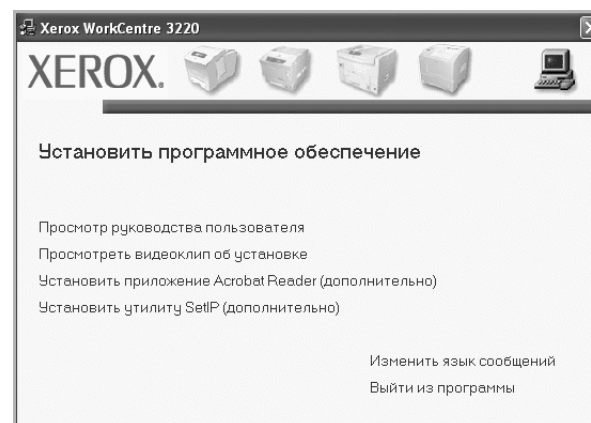 Xerox WorkCentre 3220
XEROX.
Установить программное обеспечение
Просмотр руководства пользователя
Просмотреть видеоклип об установке
Установить приложение Acrobat Reader (дополнительно)
Установить утилиту SetIP (дополнительно)
Изменить язык сообщений
Выйти из программы